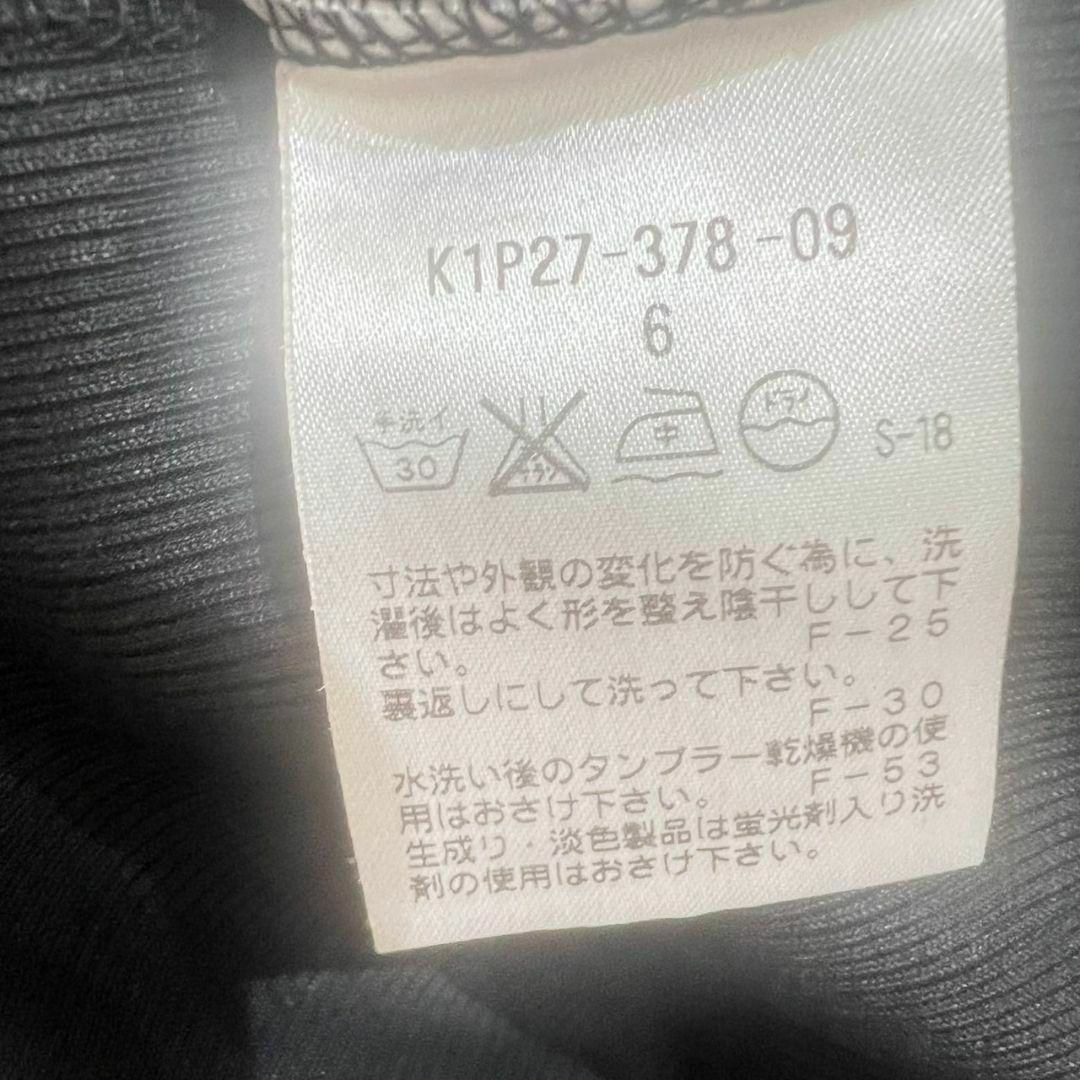 K1P27-378-09
6
手洗イ
30
中
ドライ
S-18
寸法や外観の変化を防ぐ為に、洗
濯後はよく形を整え陰干しして下
さい。
F-25
裏返しにして洗って下さい。
F-30
水洗い後のタンブラー乾燥機の使
用はおさけ下さい。
F-53
生成り・淡色製品は蛍光剤入り洗
剤の使用はおさけ下さい。